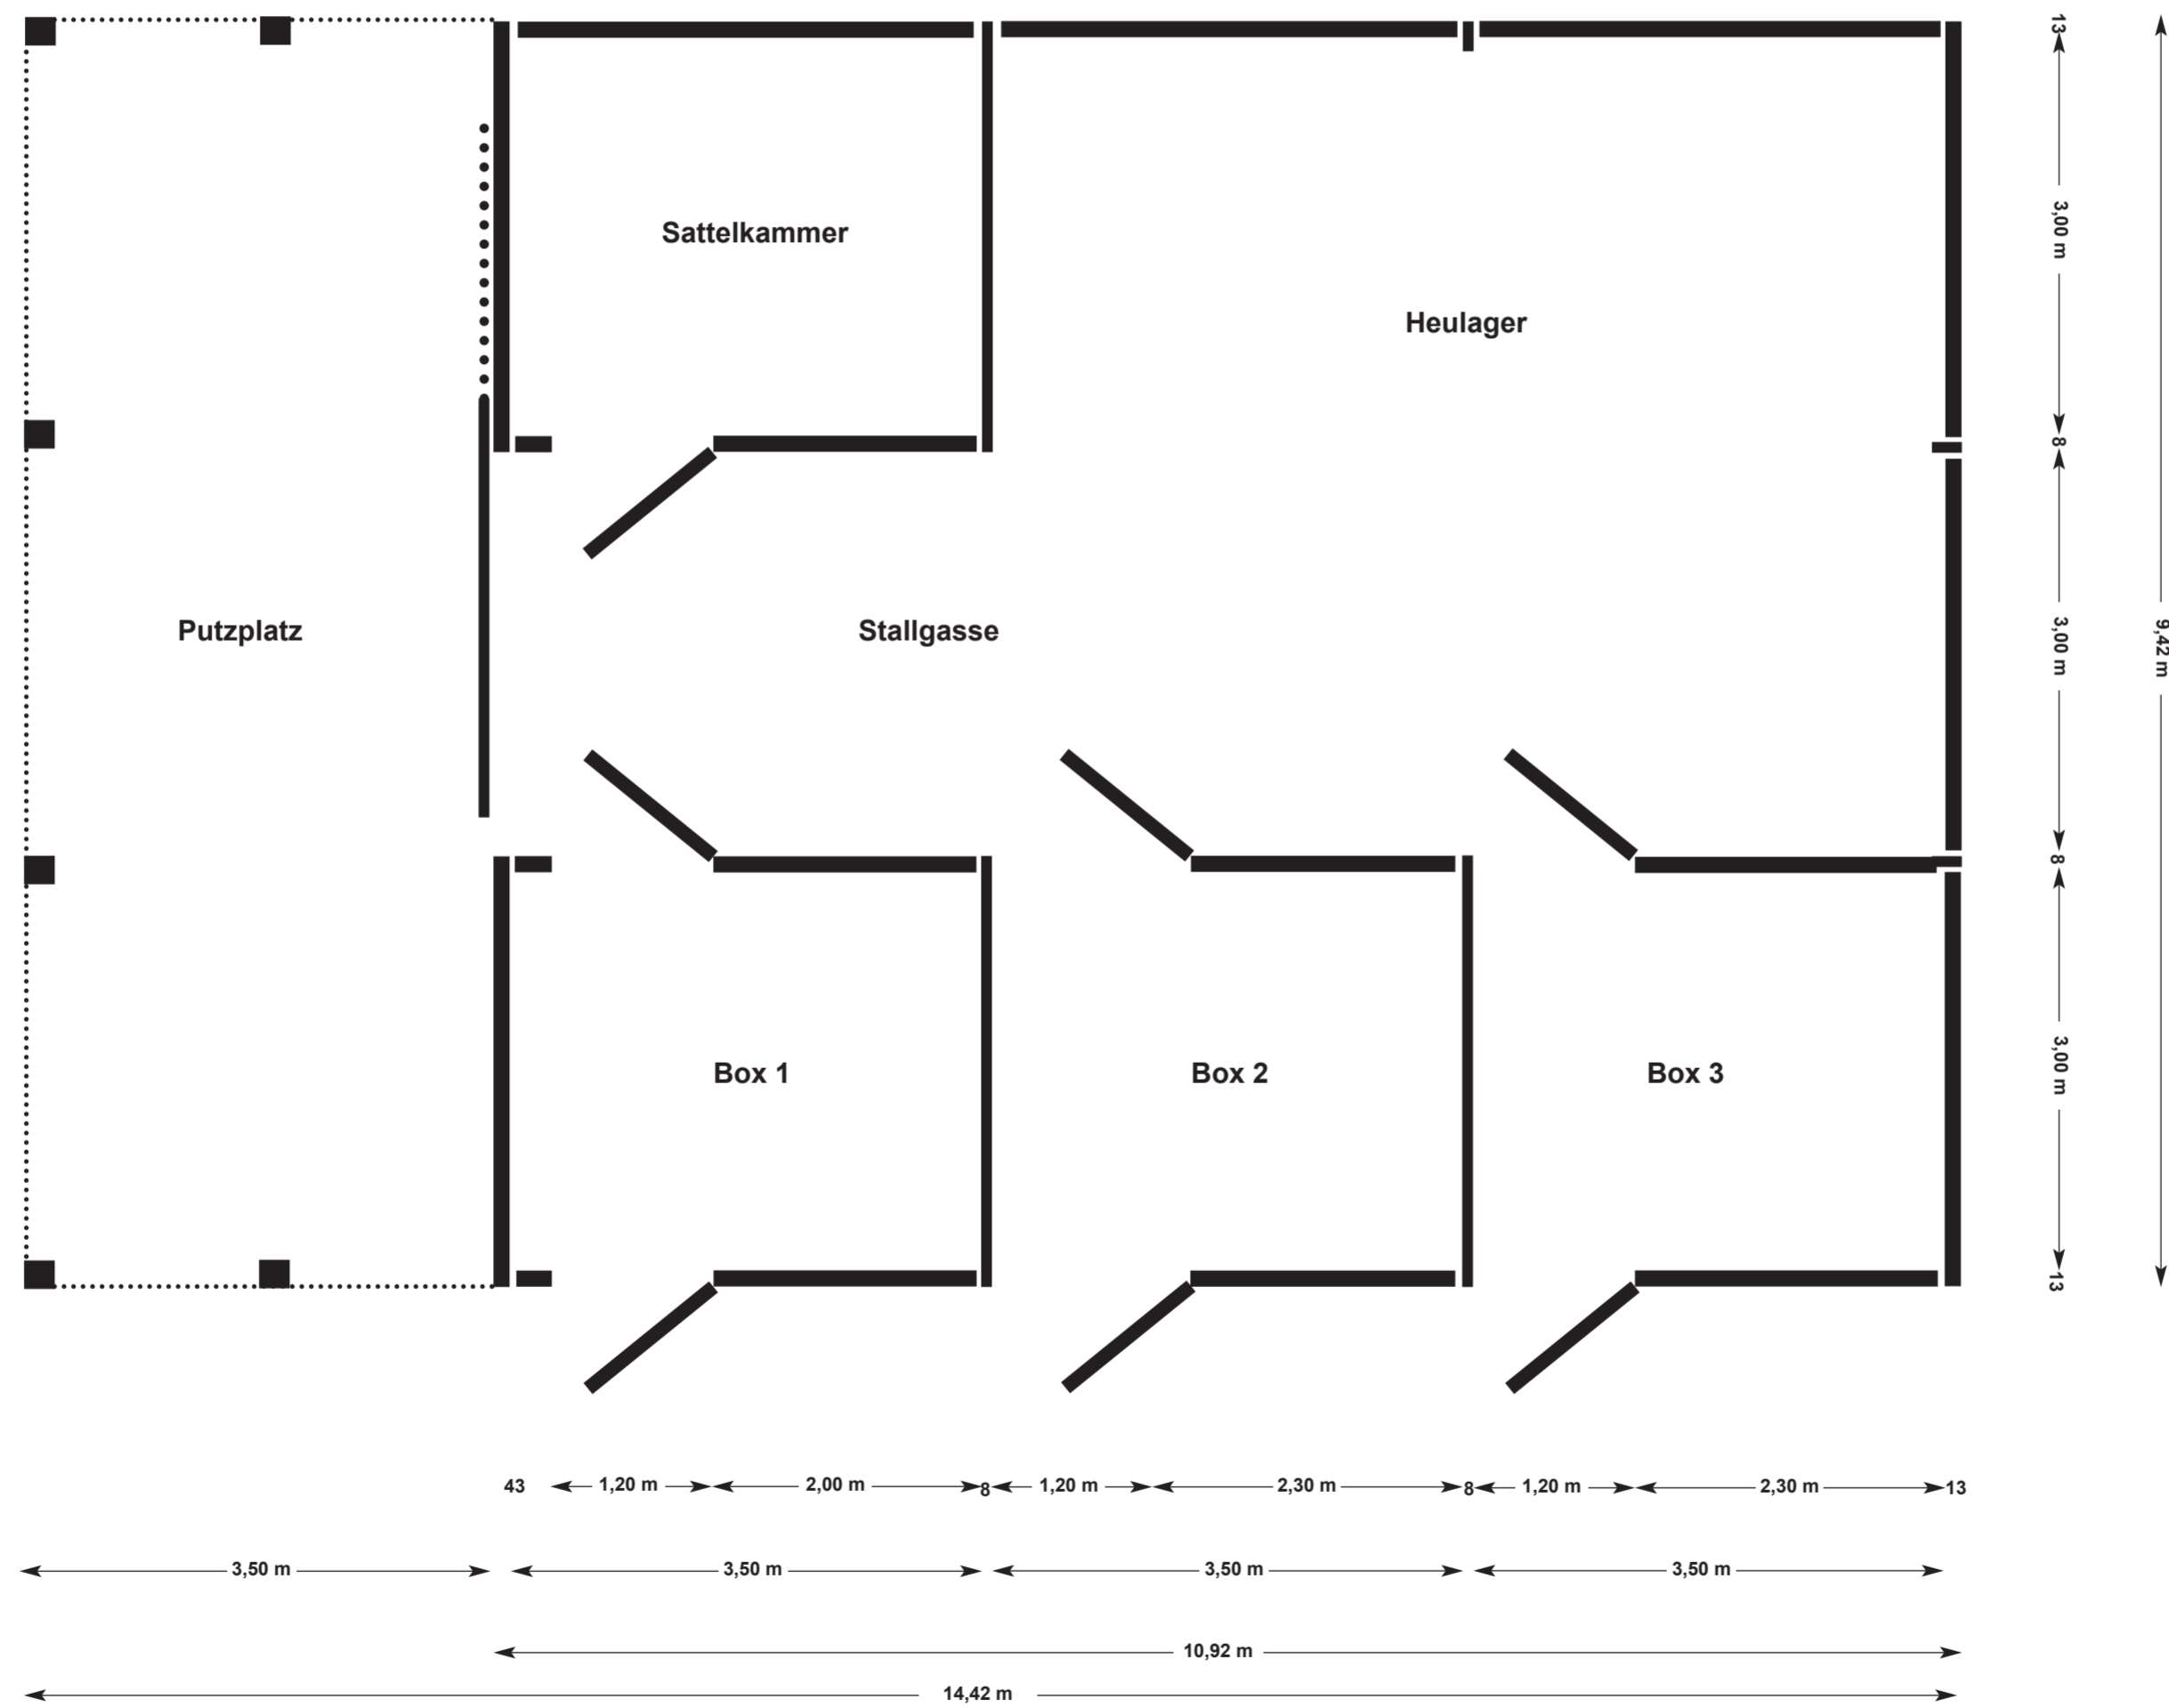 13
Sattelkammer
3,00 m
Heulager
8
Putzplatz
Stallgasse
3,00 m
9,42 m
8
Box 1
Box 2
Box 3
3,00 m
13
43
1,20 m
2,00 m
8
1,20 m
2,30 m
8
1,20 m
2,30 m
13
3,50 m
3,50 m
3,50 m
3,50 m
10,92 m
14,42 m